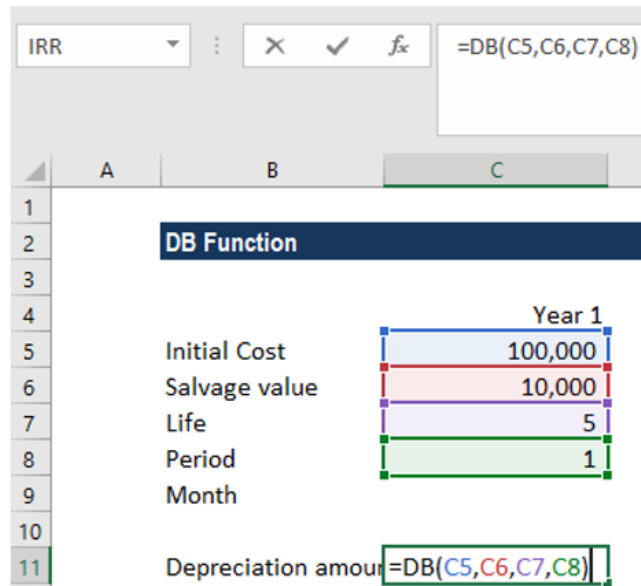 IRR fx =DB(C5,C6,C7,C8)
A B C
1
2 DB Function
3
4 Year 1
5 Initial Cost 100,000
6 Salvage value 10,000
7 Life 5
8 Period 1
9 Month
10
11 Depreciation amour =DB(C5,C6,C7,C8)